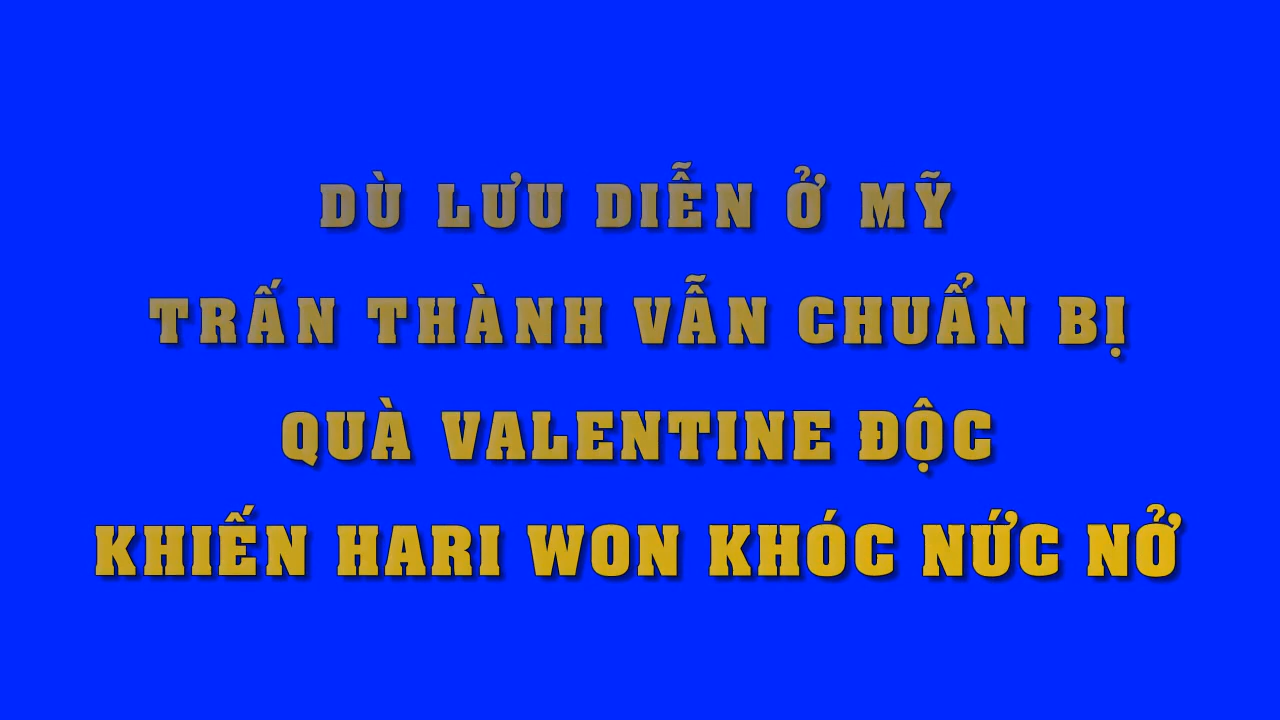 DÙ LƯU DIỄN Ở MỸ
TRẤN THÀNH VẪN CHUẨN BỊ
QUÀ VALENTINE ĐỘC
KHIẾN HARI WON KHÓC NỨC NỞ